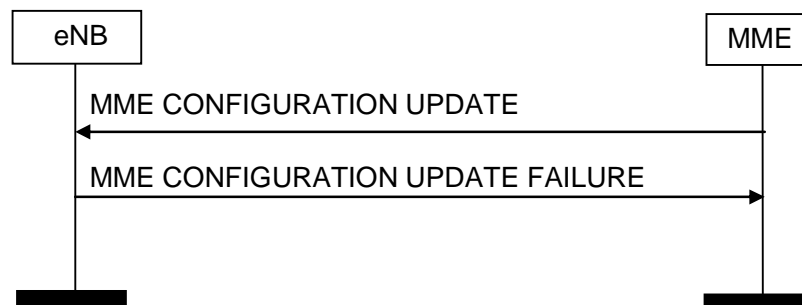 eNB
MME
MME CONFIGURATION UPDATE
MME CONFIGURATION UPDATE FAILURE